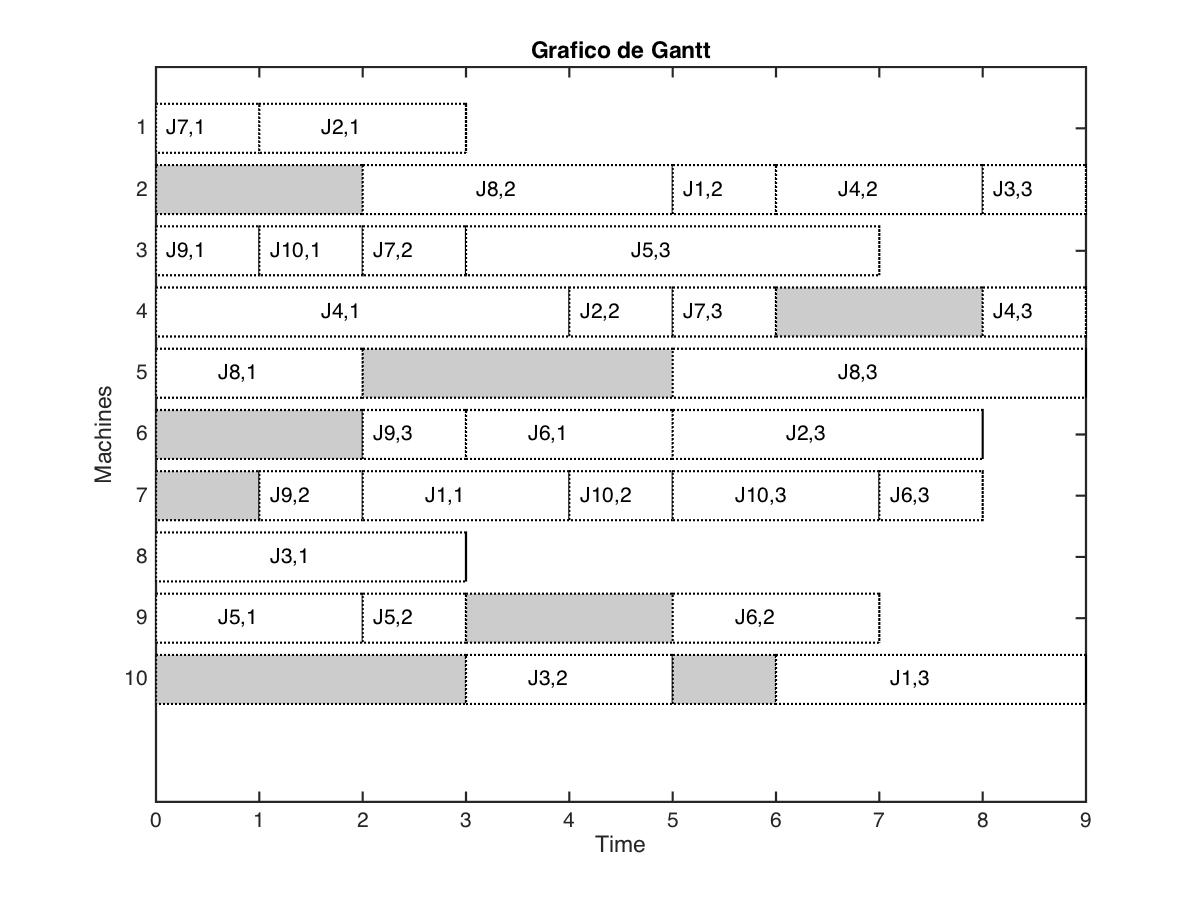 Grafico de Gantt
1 J7,1 J2,1
2 J8,2 J1,2 J4,2 J3,3
3 J9,1 J10,1 J7,2 J5,3
4 J4,1 J2,2 J7,3 J4,3
5 J8,1 J8,3
6 J9,3 J6,1 J2,3
7 J9,2 J1,1 J10,2 J10,3 J6,3
8 J3,1
9 J5,1 J5,2 J6,2
10 J3,2 J1,3
Machines
0 1 2 3 4 5 6 7 8 9
Time